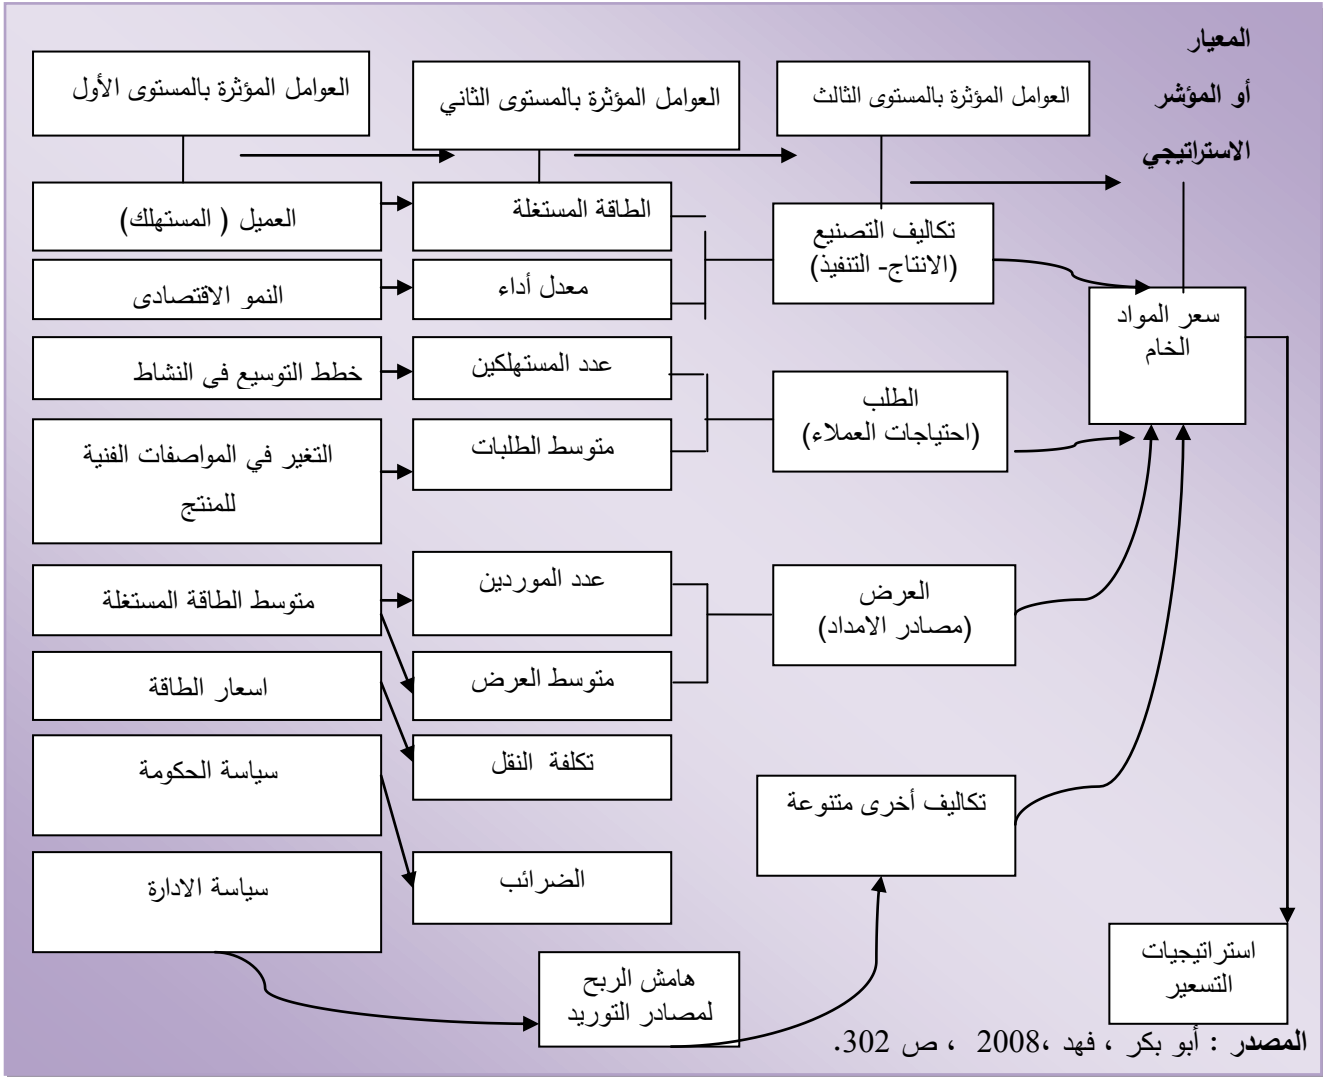 المعيار
أو المؤشر
الاستراتيجي
العوامل المؤثرة بالمستوى الأول
العوامل المؤثرة بالمستوى الثاني
العوامل المؤثرة بالمستوى الثالث
العميل ( المستهلك)
النمو الاقتصادى
خطط التوسيع فى النشاط
التغير في المواصفات الفنية
للمنتج
متوسط الطاقة المستغلة
اسعار الطاقة
سياسة الحكومة
سياسة الادارة
الطاقة المستغلة
معدل أداء
عدد المستهلكين
متوسط الطلبات
عدد الموردين
متوسط العرض
تكلفة النقل
الضرائب
هامش الربح
لمصادر التوريد
تكاليف التصنيع
(الانتاج- التنفيذ)
الطلب
(احتياجات العملاء)
العرض
(مصادر الامداد)
تكاليف أخرى متنوعة
سعر المواد
الخام
استراتيجيات
التسعير
المصدر : أبو بكر ، فهد ،2008 ، ص 302.